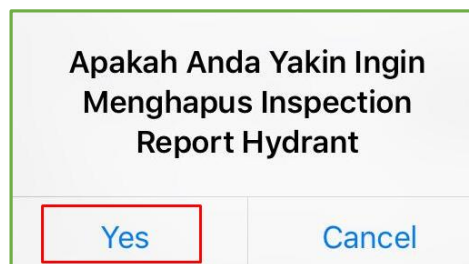 Apakah Anda Yakin Ingin
Menghapus Inspection
Report Hydrant
Yes
Cancel